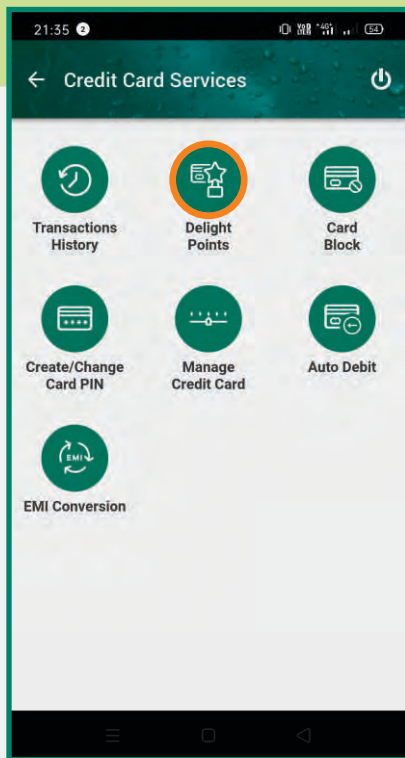 21:35 2 54
Credit Card Services
Transactions
History
Delight
Points
Card
Block
****
Create/Change
Card PIN
Manage
Credit Card
Auto Debit
EMI
EMI Conversion